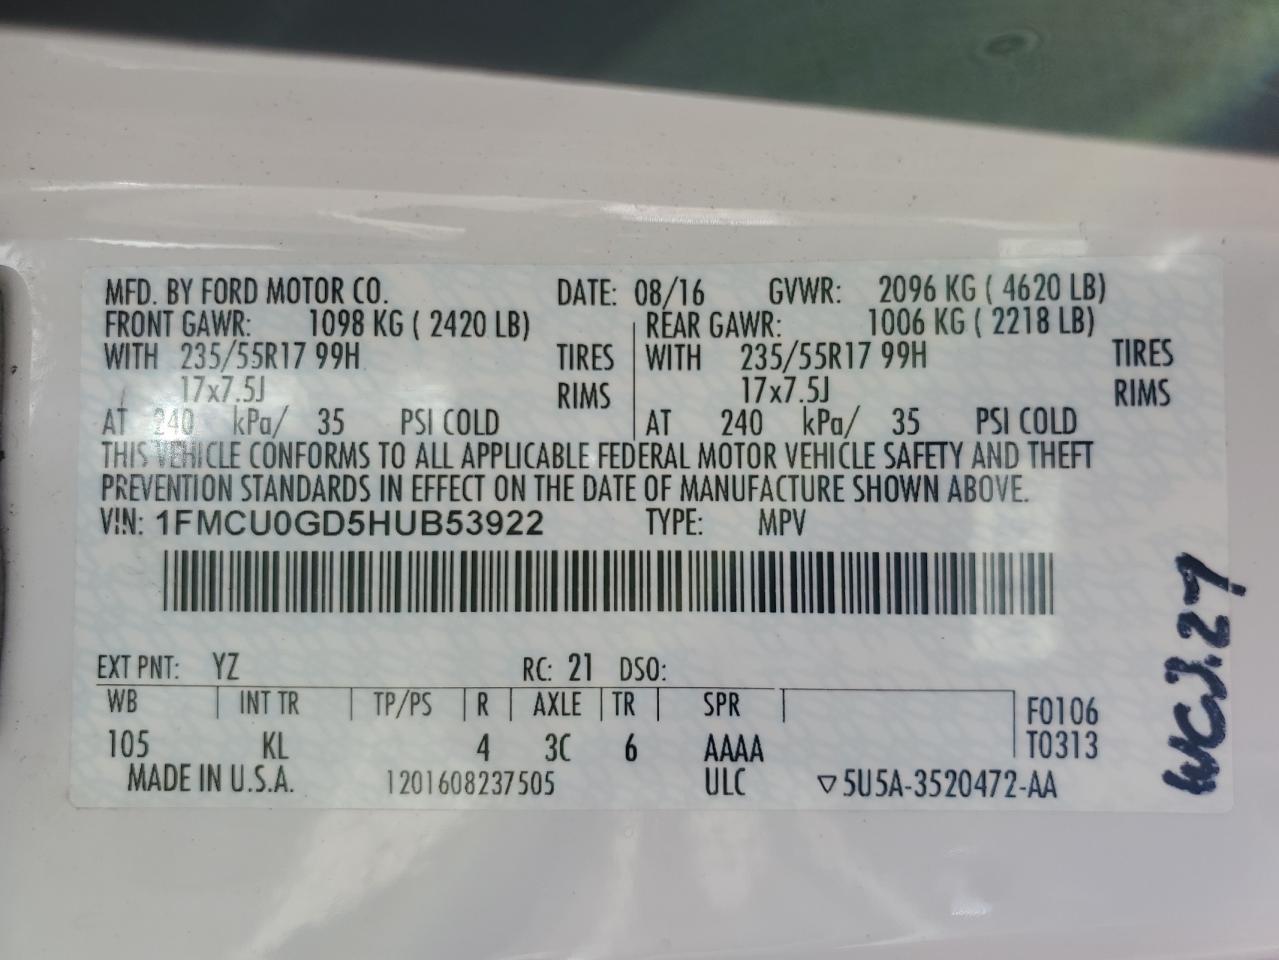 MFD. BY FORD MOTOR CO. DATE: 08/16 GVWR: 2096 KG ( 4620 LB)
FRONT GAWR: 1098 KG ( 2420 LB) REAR GAWR: 1006 KG ( 2218 LB)
WITH 235/55R17 99H TIRES WITH 235/55R17 99H TIRES
17x7.5J RIMS 17x7.5J RIMS
AT 240 kPa/ 35 PSI COLD AT 240 kPa/ 35 PSI COLD
THIS VEHICLE CONFORMS TO ALL APPLICABLE FEDERAL MOTOR VEHICLE SAFETY AND THEFT
PREVENTION STANDARDS IN EFFECT ON THE DATE OF MANUFACTURE SHOWN ABOVE.
VIN: 1FMCU0GD5HUB53922 TYPE: MPV
EXT PNT: YZ RC: 21 DSO:
WB INT TR TP/PS R AXLE TR SPR F0106
105 KL 4 3C 6 AAAA T0313
MADE IN U.S.A. 1201608237505 ULC ▽5U5A-3520472-AA
WC3.27